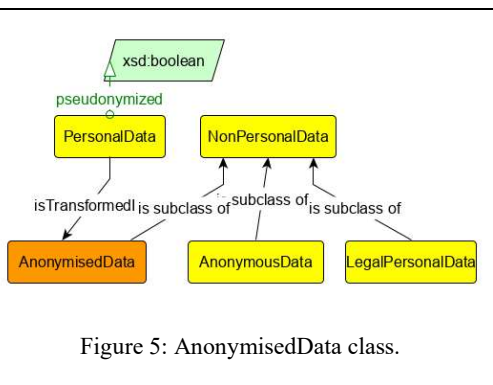 xsd:boolean
pseudonymized
PersonalData NonPersonalData
isTransformedI is subclass of is subclass of is subclass of
AnonymisedData AnonymousData LegalPersonalData
Figure 5: AnonymisedData class.